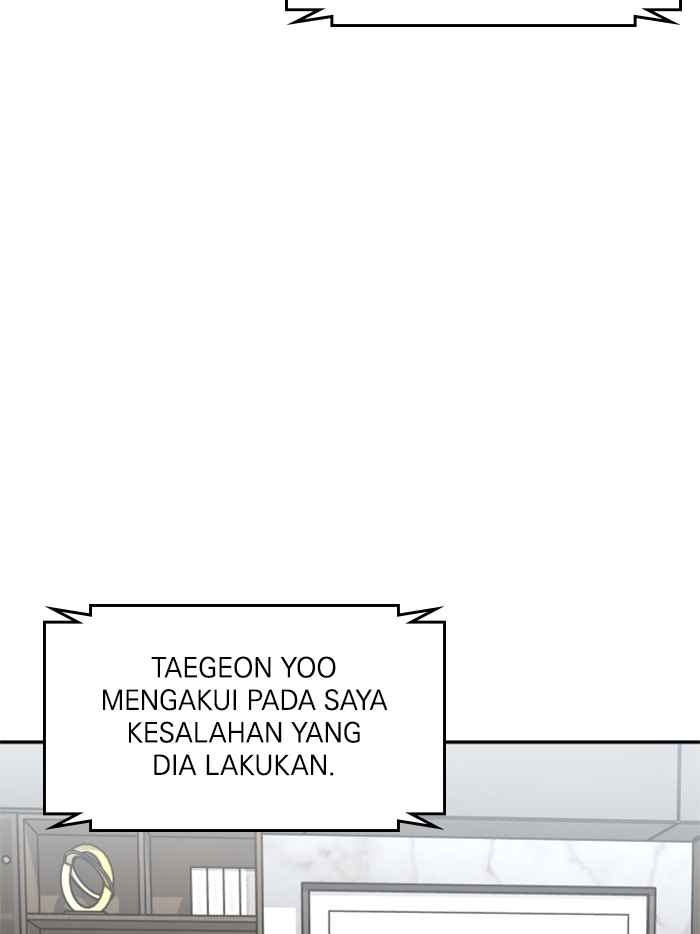 TAEGEON YOO
MENGAKUI PADA SAYA
KESALAHAN YANG
DIA LAKUKAN.